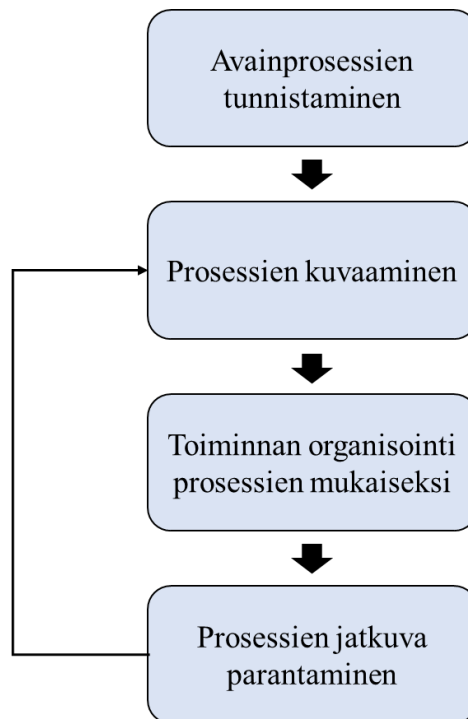 Avainprosessien
tunnistaminen
Prosessien kuvaaminen
Toiminnan organisointi
prosessien mukaiseksi
Prosessien jatkuva
parantaminen